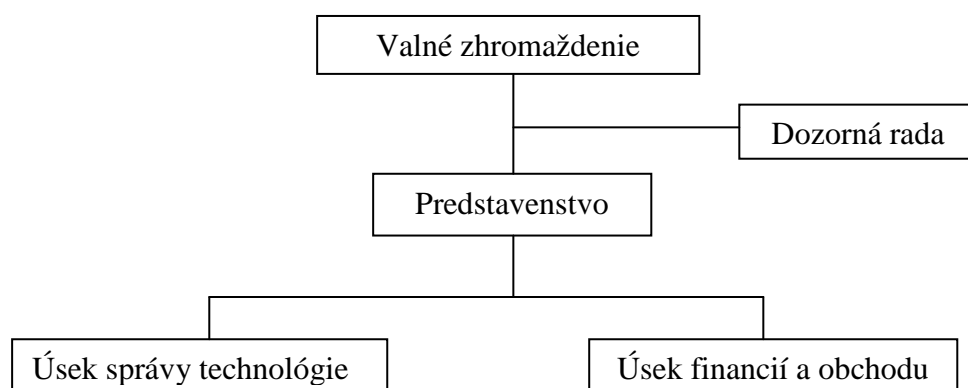 Valné zhromaždenie
Dozorná rada
Predstavenstvo
Úsek správy technológie
Úsek financií a obchodu